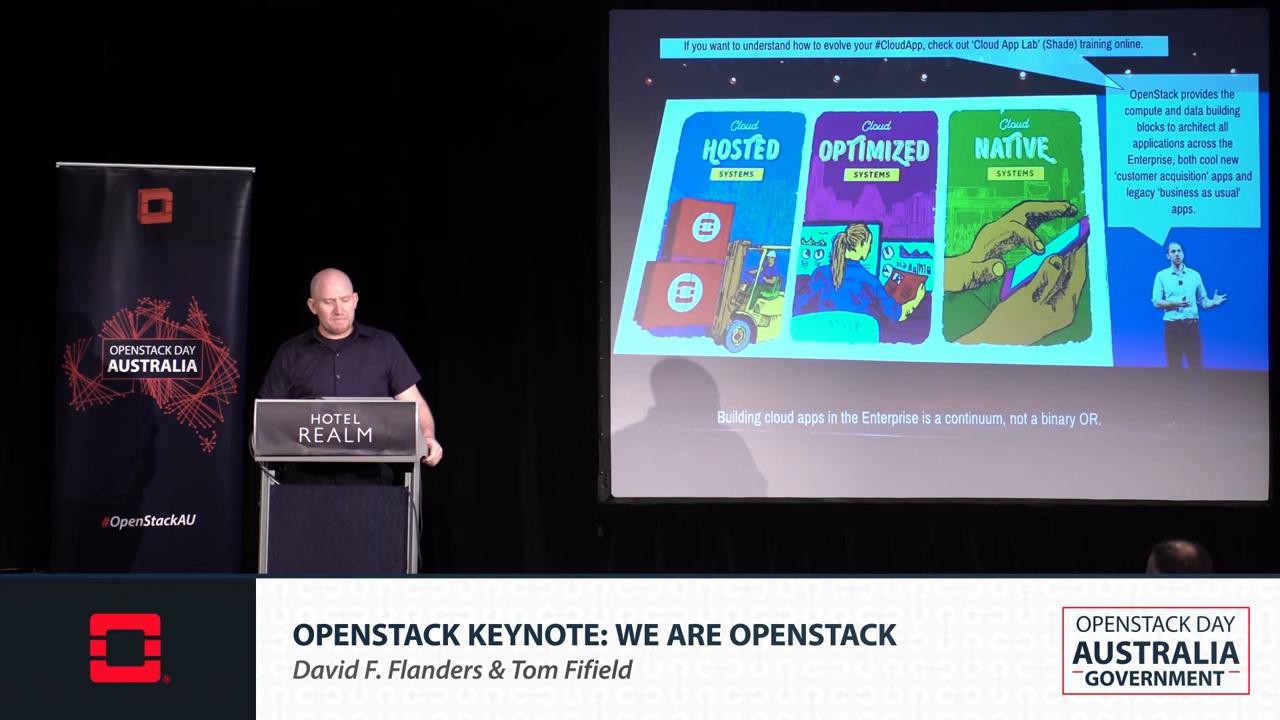 If you want to understand how to evolve your #CloudApp, check out 'Cloud App Lab' (Shade) training online.
OpenStack provides the
compute and data building
blocks to architect all
applications across the
Enterprise, both cool new
'customer acquisition' apps and
legacy 'business as usual'
apps.
Cloud
HOSTED
SYSTEMS
Cloud
OPTIMIZED
SYSTEMS
Cloud
NATIVE
SYSTEMS
Building cloud apps in the Enterprise is a continuum, not a binary OR.
OPENSTACK DAY
AUSTRALIA
#OpenStackAU
HOTEL
REALM
OPENSTACK KEYNOTE: WE ARE OPENSTACK
David F. Flanders & Tom Fifield
OPENSTACK DAY
AUSTRALIA
GOVERNMENT